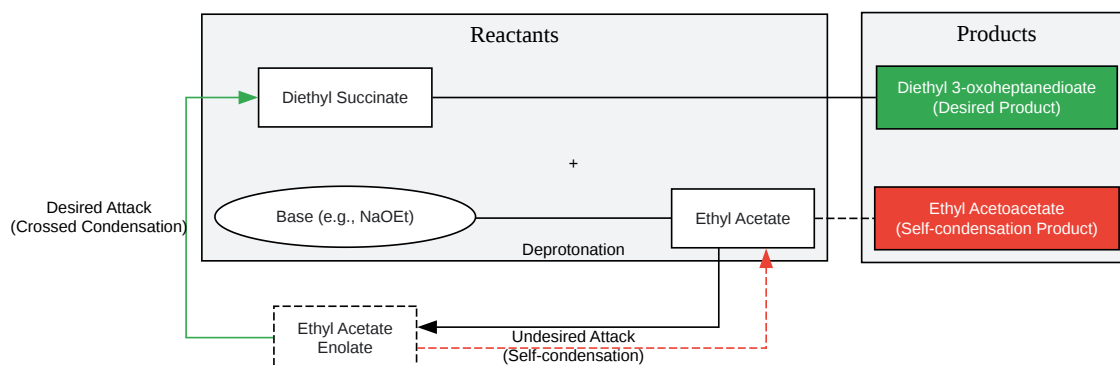 Reactants
Products
Diethyl Succinate
Diethyl 3-oxoheptanedioate
(Desired Product)
+
Desired Attack
(Crossed Condensation)
Base (e.g., NaOEt)
Ethyl Acetate
Ethyl Acetoacetate
(Self-condensation Product)
Deprotonation
Ethyl Acetate
Enolate
Undesired Attack
(Self-condensation)